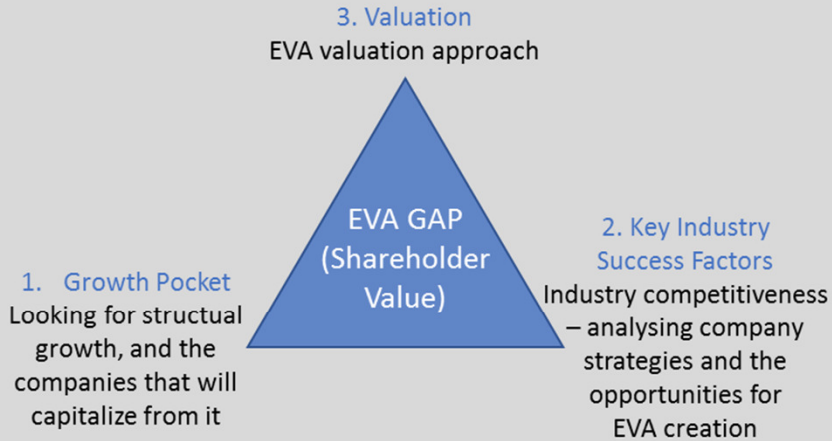 3. Valuation
EVA valuation approach
EVA GAP
(Shareholder
Value)
1. Growth Pocket
Looking for structual
growth, and the
companies that will
capitalize from it
2. Key Industry
Success Factors
Industry competitiveness
– analysing company
strategies and the
opportunities for
EVA creation